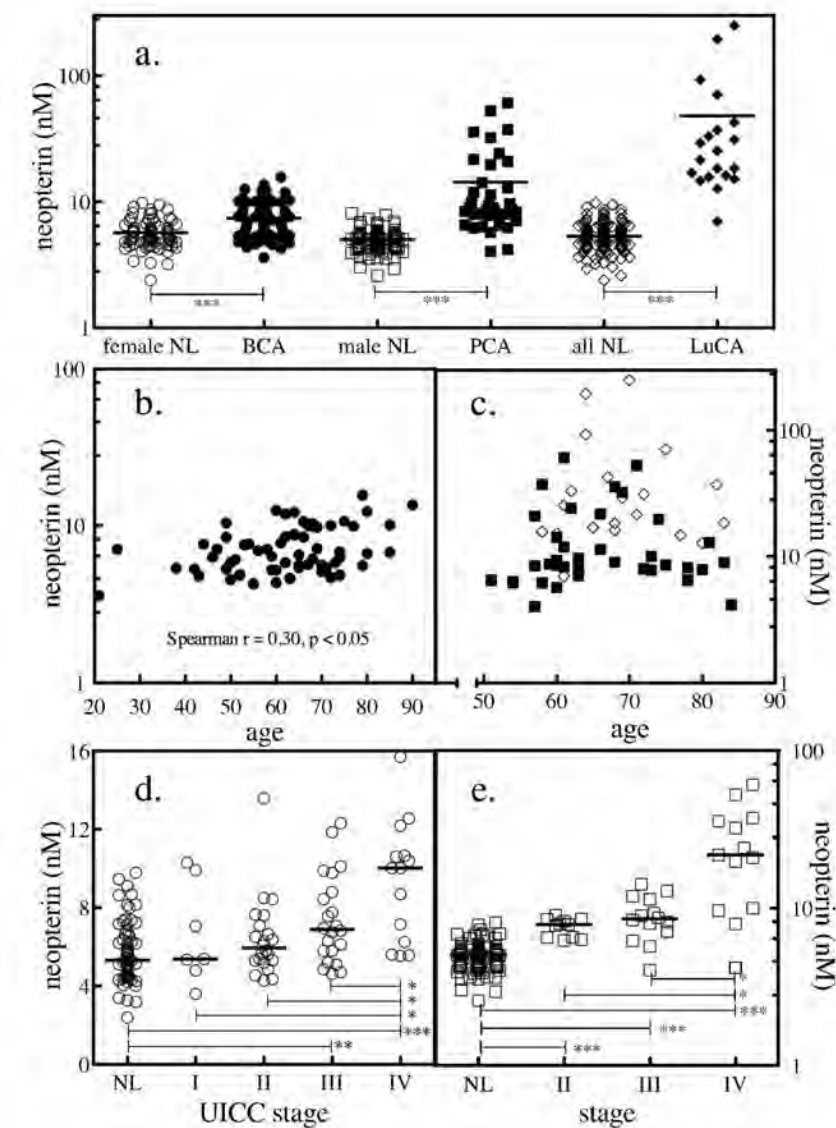 a.
neopterin (nM)
100
10
1
***
***
***
female NL BCA male NL PCA all NL LuCA
b.
neopterin (nM)
100
10
1
Spearman r = 0.30, p < 0.05
20 30 40 50 60 70 80 90
age
c.
neopterin (nM)
100
10
1
50 60 70 80 90
age
d.
neopterin (nM)
16
12
8
4
0
*
*
*
***
**
NL I II III IV
UICC stage
e.
neopterin (nM)
100
10
1
*
*
***
***
***
NL II III IV
stage